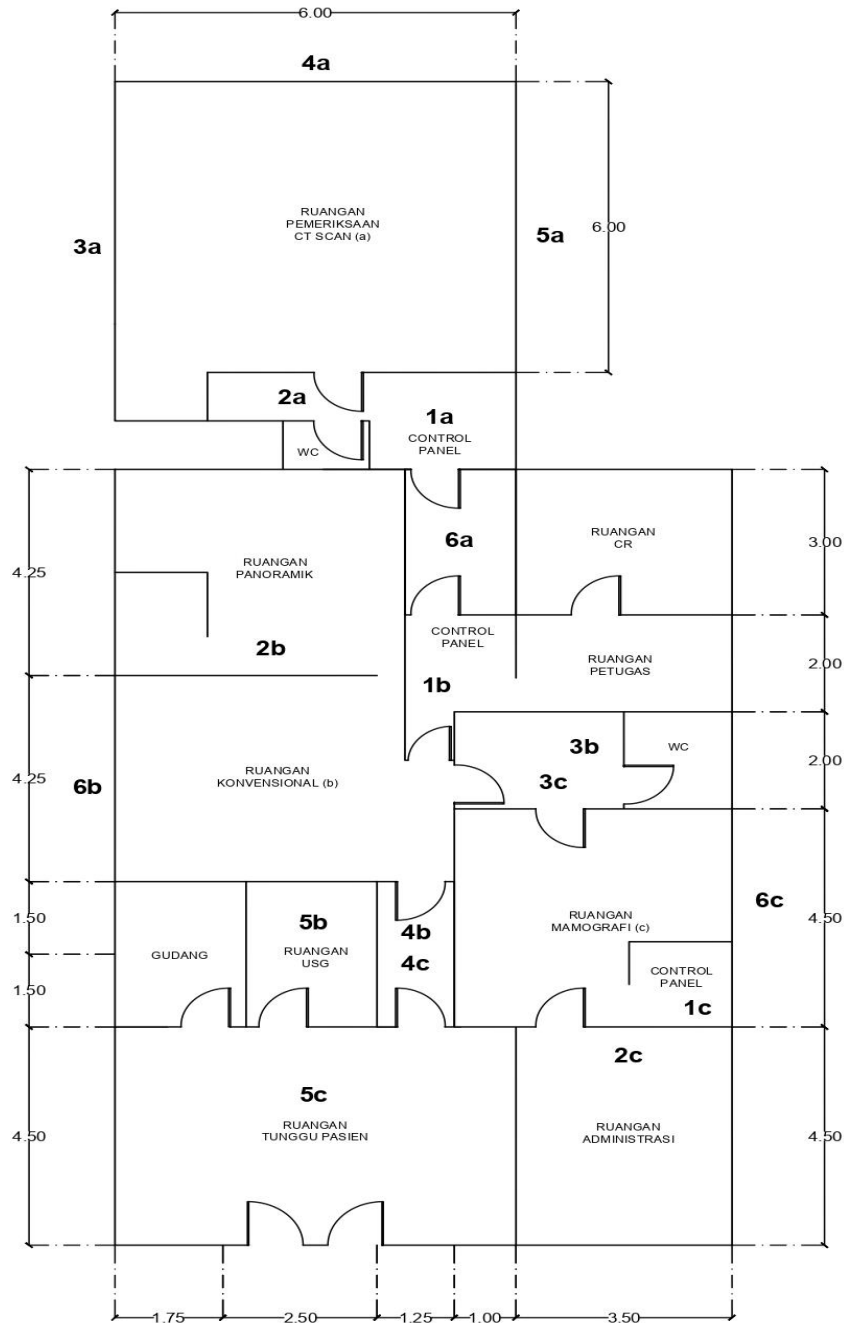 6.00
4a
RUANGAN
PEMERIKSAAN
CT SCAN (a)
3a
5a
6.00
2a
1a
CONTROL
PANEL
WC
6a
RUANGAN
CR
3.00
RUANGAN
PANORAMIK
4.25
CONTROL
PANEL
2b
RUANGAN
PETUGAS
2.00
1b
3b
WC
2.00
3c
RUANGAN
KONVENSIONAL (b)
4.25
6b
6c
4.50
5b
4b
RUANGAN
MAMOGRAFI (c)
1.50
GUDANG
RUANGAN
USG
4c
CONTROL
PANEL
1.50
1c
2c
5c
RUANGAN
TUNGGU PASIEN
RUANGAN
ADMINISTRASI
4.50
4.50
1.75
2.50
1.25
1.00
3.50